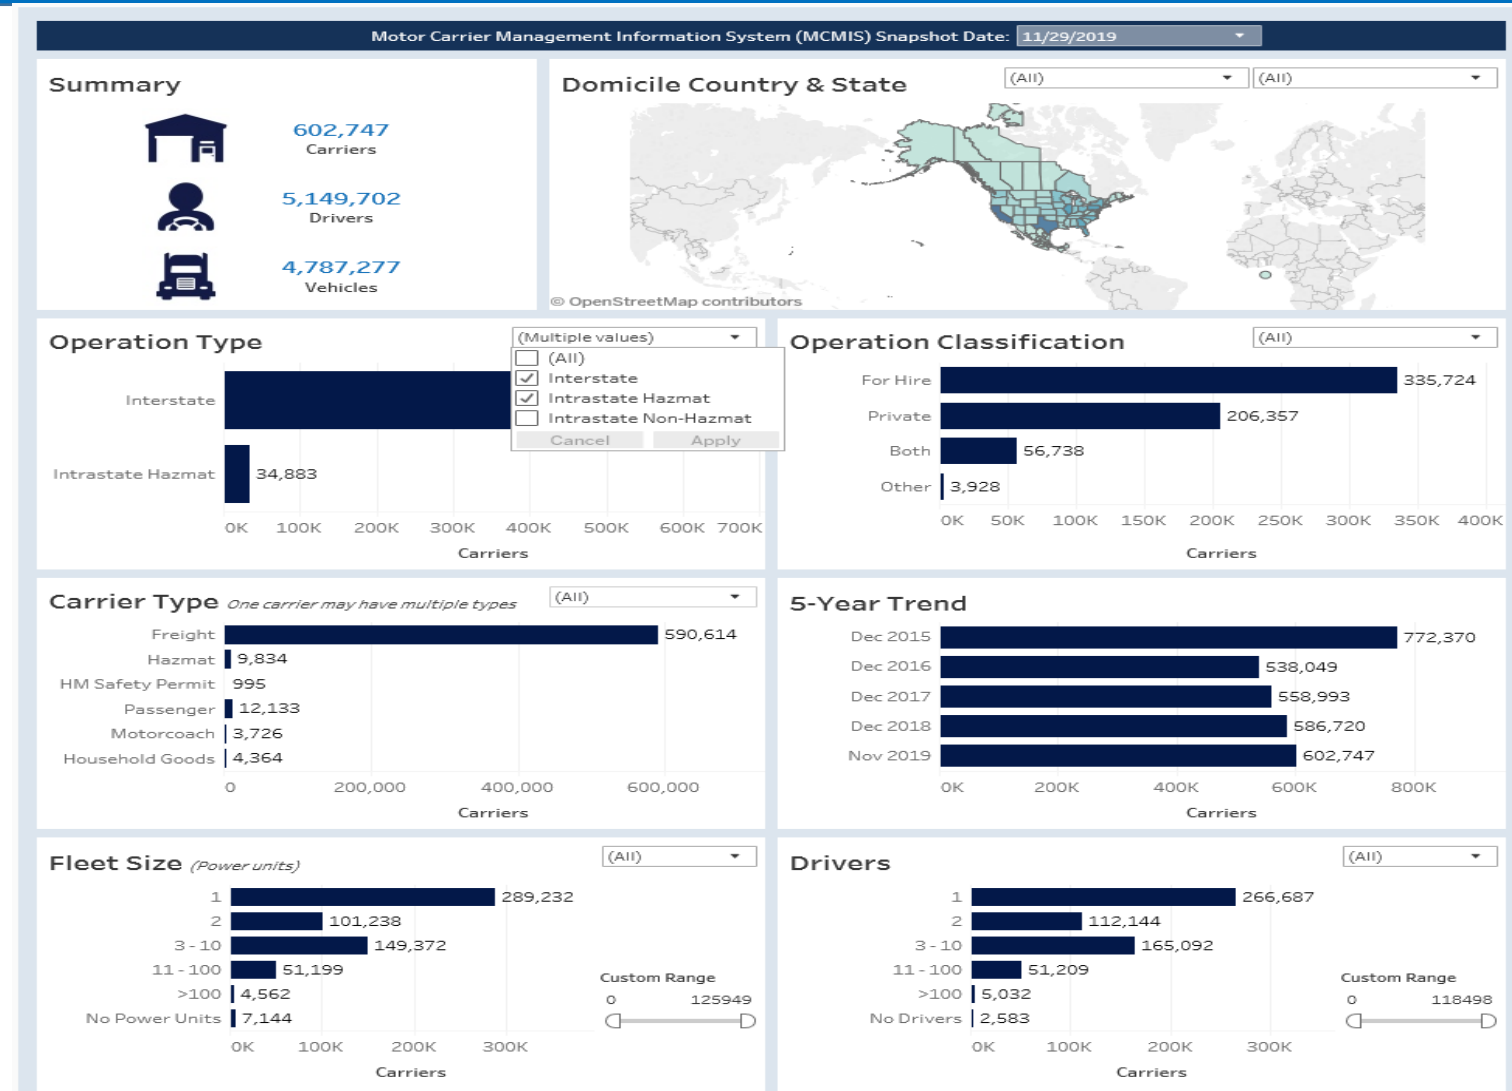 Motor Carrier Management Information System (MCMIS) Snapshot Date: 11/29/2019
Summary
602,747
Carriers
5,149,702
Drivers
4,787,277
Vehicles
Domicile Country & State
(All)
(All)
© OpenStreetMap contributors
Operation Type
(Multiple values)
(All)
Interstate
Intrastate Hazmat
Intrastate Non-Hazmat
Cancel Apply
Interstate
Intrastate Hazmat 34,883
0K 100K 200K 300K 400K 500K 600K 700K
Carriers
Operation Classification
(All)
For Hire 335,724
Private 206,357
Both 56,738
Other 3,928
0K 50K 100K 150K 200K 250K 300K 350K 400K
Carriers
Carrier Type One carrier may have multiple types
(All)
Freight 590,614
Hazmat 9,834
HM Safety Permit 995
Passenger 12,133
Motorcoach 3,726
Household Goods 4,364
0 200,000 400,000 600,000
Carriers
5-Year Trend
Dec 2015 772,370
Dec 2016 538,049
Dec 2017 558,993
Dec 2018 586,720
Nov 2019 602,747
0K 200K 400K 600K 800K
Carriers
Fleet Size (Power units)
(All)
1 289,232
2 101,238
3 - 10 149,372
11 - 100 51,199
>100 4,562
No Power Units 7,144
0K 100K 200K 300K
Carriers
Custom Range
0 125949
Drivers
(All)
1 266,687
2 112,144
3 - 10 165,092
11 - 100 51,209
>100 5,032
No Drivers 2,583
0K 100K 200K 300K
Carriers
Custom Range
0 118498